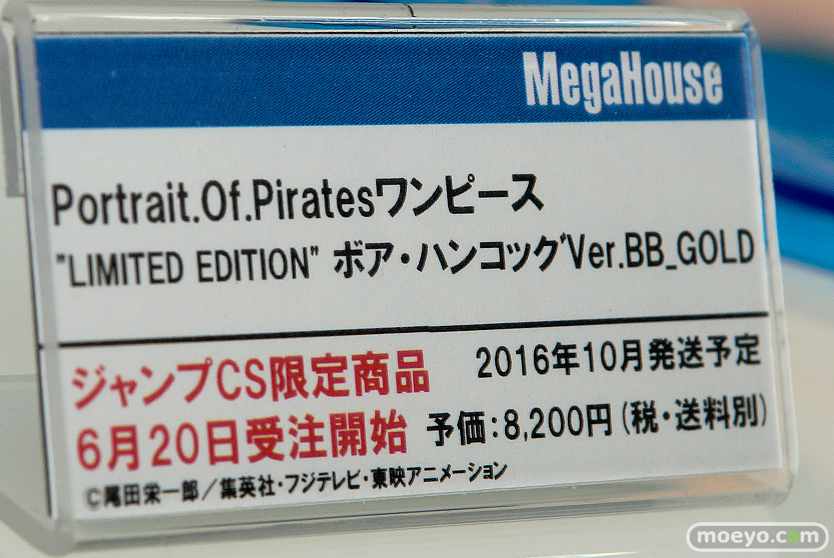 MegaHouse
Portrait.Of.Piratesワンピース
"LIMITED EDITION" ボア・ハンコック Ver.BB_GOLD
ジャンプCS限定商品
2016年10月発送予定
6月20日受注開始
予価:8,200円(税・送料別)
©尾田栄一郎／集英社・フジテレビ・東映アニメーション
moeyo.com